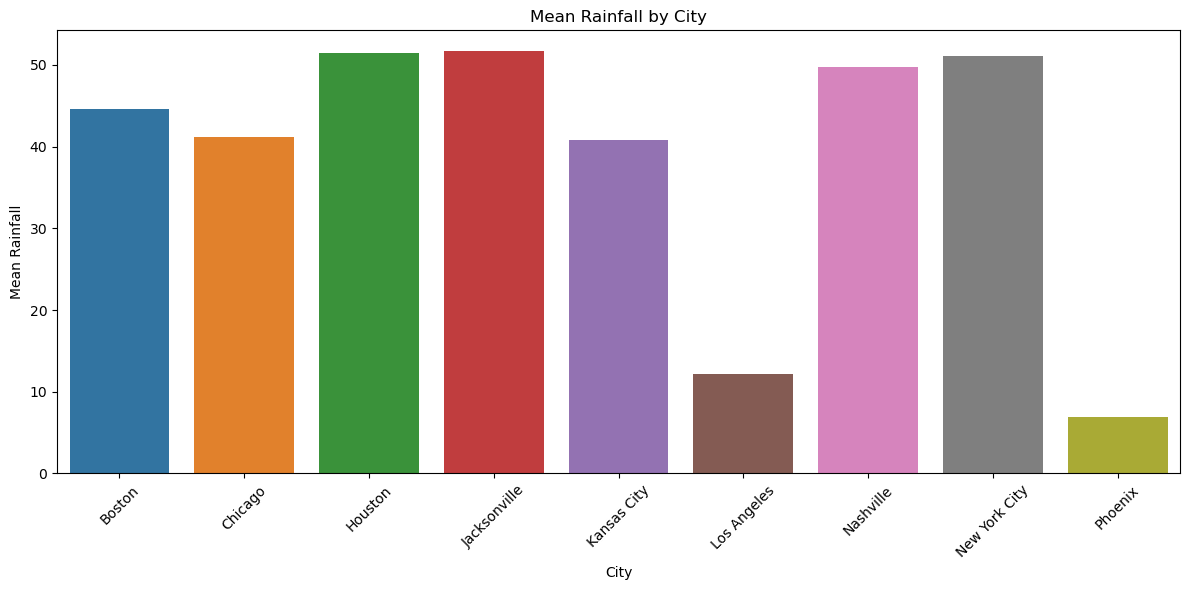 Mean Rainfall by City
Mean Rainfall
50
40
30
20
10
0
Boston
Chicago
Houston
Jacksonville
Kansas City
Los Angeles
Nashville
New York City
Phoenix
City